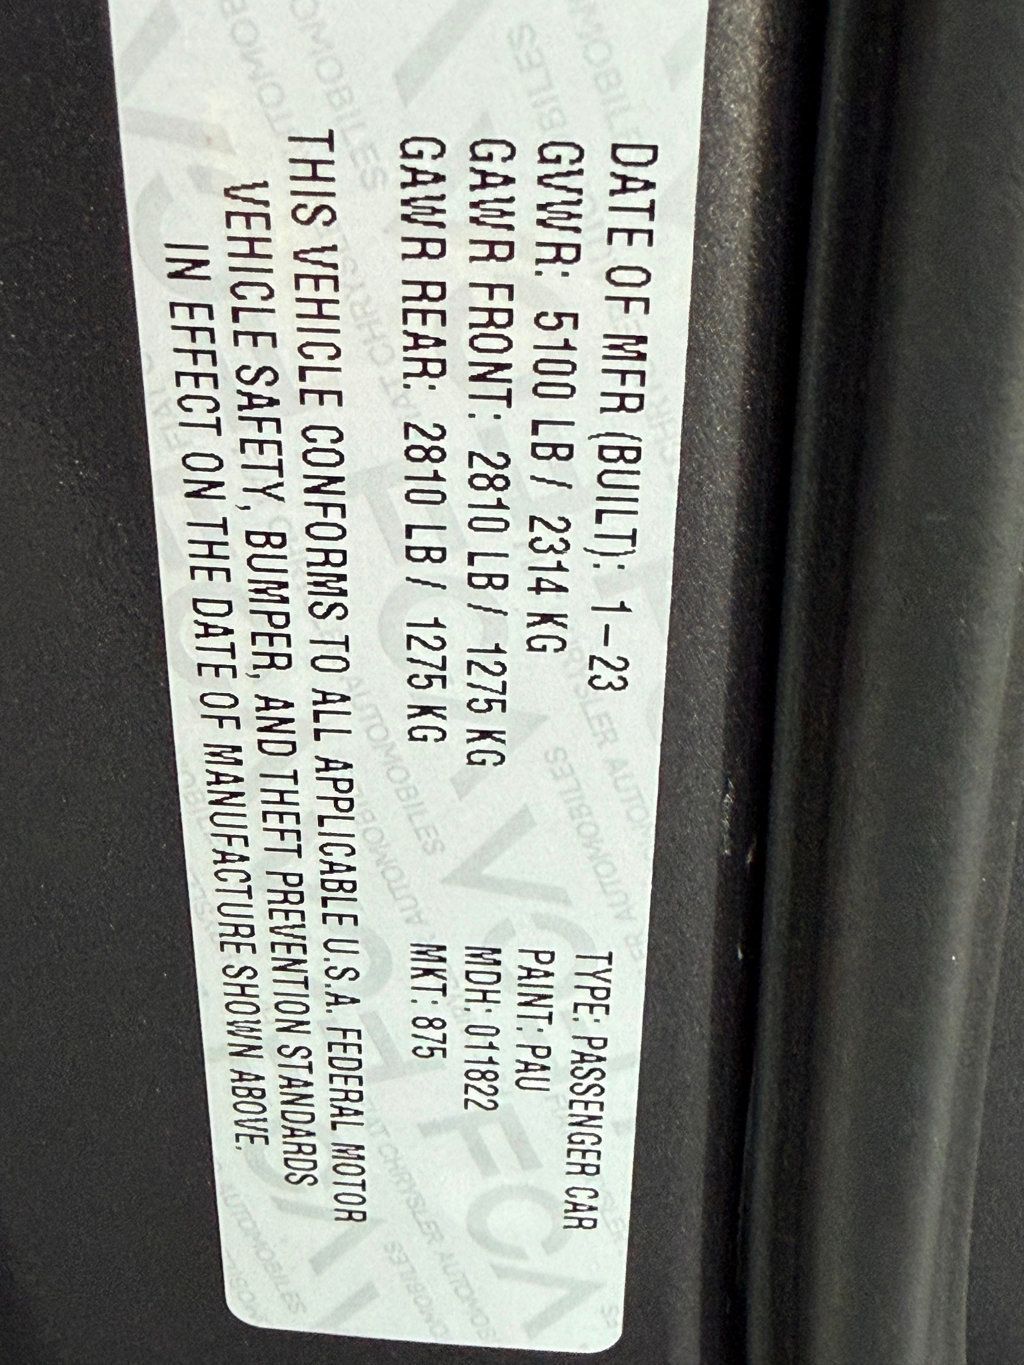 DATE OF MFR (BUILT): 1-23
GVWR: 5100 LB / 2314 KG
GAWR FRONT: 2810 LB / 1275 KG
GAWR REAR: 2810 LB / 1275 KG
TYPE: PASSENGER CAR
PAINT: PAU
MDH: 011822
MKT: 875
THIS VEHICLE CONFORMS TO ALL APPLICABLE U.S.A. FEDERAL MOTOR
VEHICLE SAFETY, BUMPER, AND THEFT PREVENTION STANDARDS
IN EFFECT ON THE DATE OF MANUFACTURE SHOWN ABOVE.